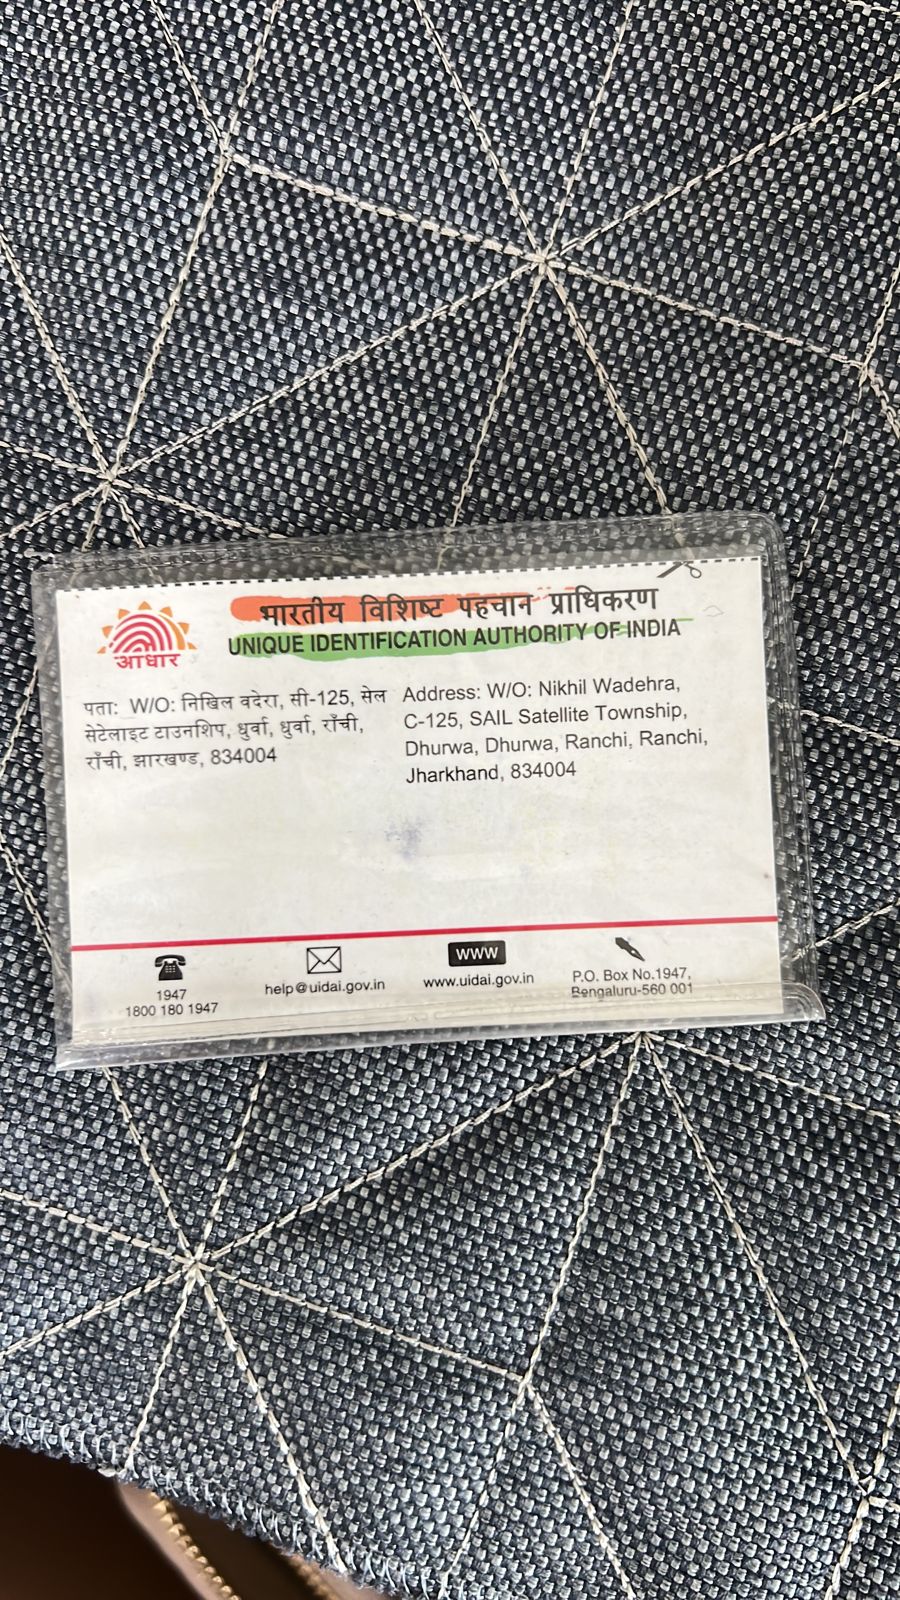 भारतीय विशिष्ट पहचान प्राधिकरण
UNIQUE IDENTIFICATION AUTHORITY OF INDIA
आधार
पता: W/O: निखिल वदेरा, सी-125, सेल
सेटेलाइट टाउनशिप, धुर्वा, धुर्वा, राँची,
राँची, झारखण्ड, 834004
Address: W/O: Nikhil Wadehra,
C-125, SAIL Satellite Township,
Dhurwa, Dhurwa, Ranchi, Ranchi,
Jharkhand, 834004
1947
1800 180 1947
help@uidai.gov.in
WWW
www.uidai.gov.in
P.O. Box No.1947,
Bengaluru-560 001